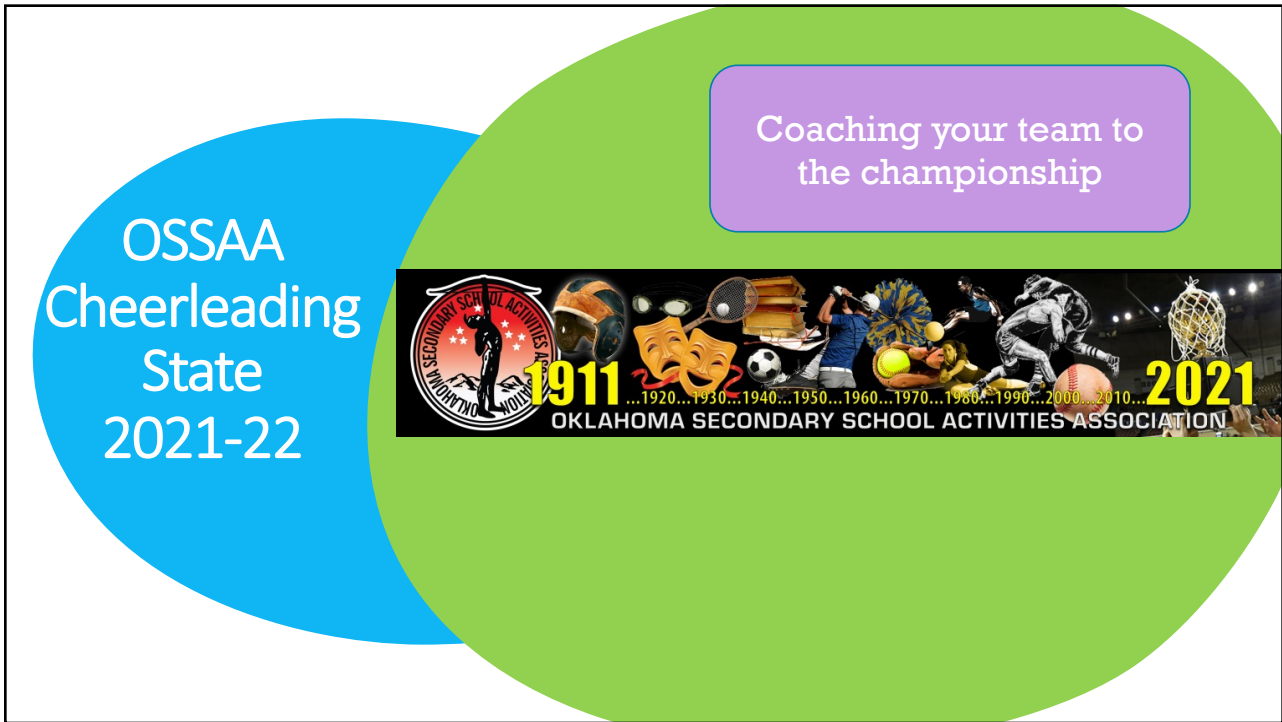 OSSAA
Cheerleading
State
2021-22
Coaching your team to
the championship
OKLAHOMA SECONDARY SCHOOL ACTIVITIES ASSOCIATION
1911...1920...1930...1940...1950...1960...1970...1980...1990...2000...2010...2021
OKLAHOMA SECONDARY SCHOOL ACTIVITIES ASSOCIATION